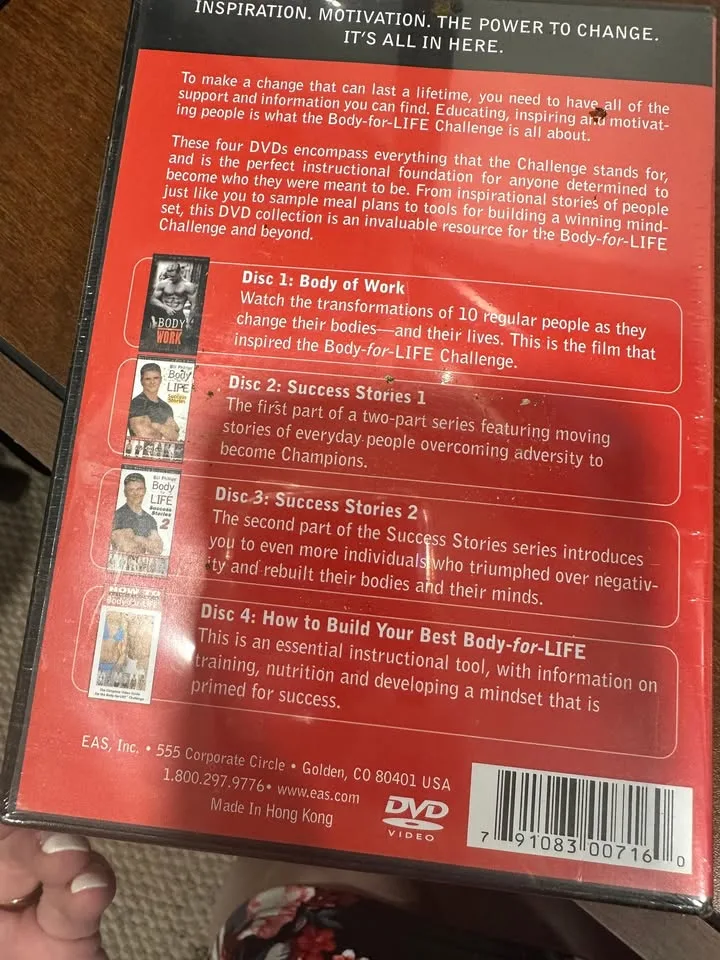 INSPIRATION. MOTIVATION. THE POWER TO CHANGE.
IT'S ALL IN HERE.
To make a change that can last a lifetime, you need to have all of the
support and information you can find. Educating, inspiring and motivat-
ing people is what the Body-for-LIFE Challenge is all about.
These four DVDs encompass everything that the Challenge stands for,
and is the perfect instructional foundation for anyone determined to
become who they were meant to be. From inspirational stories of people
just like you to sample meal plans to tools for building a winning mind-
set, this DVD collection is an invaluable resource for the Body-for-LIFE
Challenge and beyond.
BODY
WORK
Disc 1: Body of Work
Watch the transformations of 10 regular people as they
change their bodies—and their lives. This is the film that
inspired the Body-for-LIFE Challenge.
Body
LIFE
Success
Stories
Disc 2: Success Stories 1
The first part of a two-part series featuring moving
stories of everyday people overcoming adversity to
become Champions.
Body
LIFE
Success
Stories
2
Disc 3: Success Stories 2
The second part of the Success Stories series introduces
you to even more individuals who triumphed over negativ-
ity and rebuilt their bodies and their minds.
HOW TO
Disc 4: How to Build Your Best Body-for-LIFE
This is an essential instructional tool, with information on
training, nutrition and developing a mindset that is
primed for success.
EAS, Inc. • 555 Corporate Circle • Golden, CO 80401 USA
1.800.297.9776• www.eas.com
Made In Hong Kong
DVD
VIDEO
7 91083 00716 0